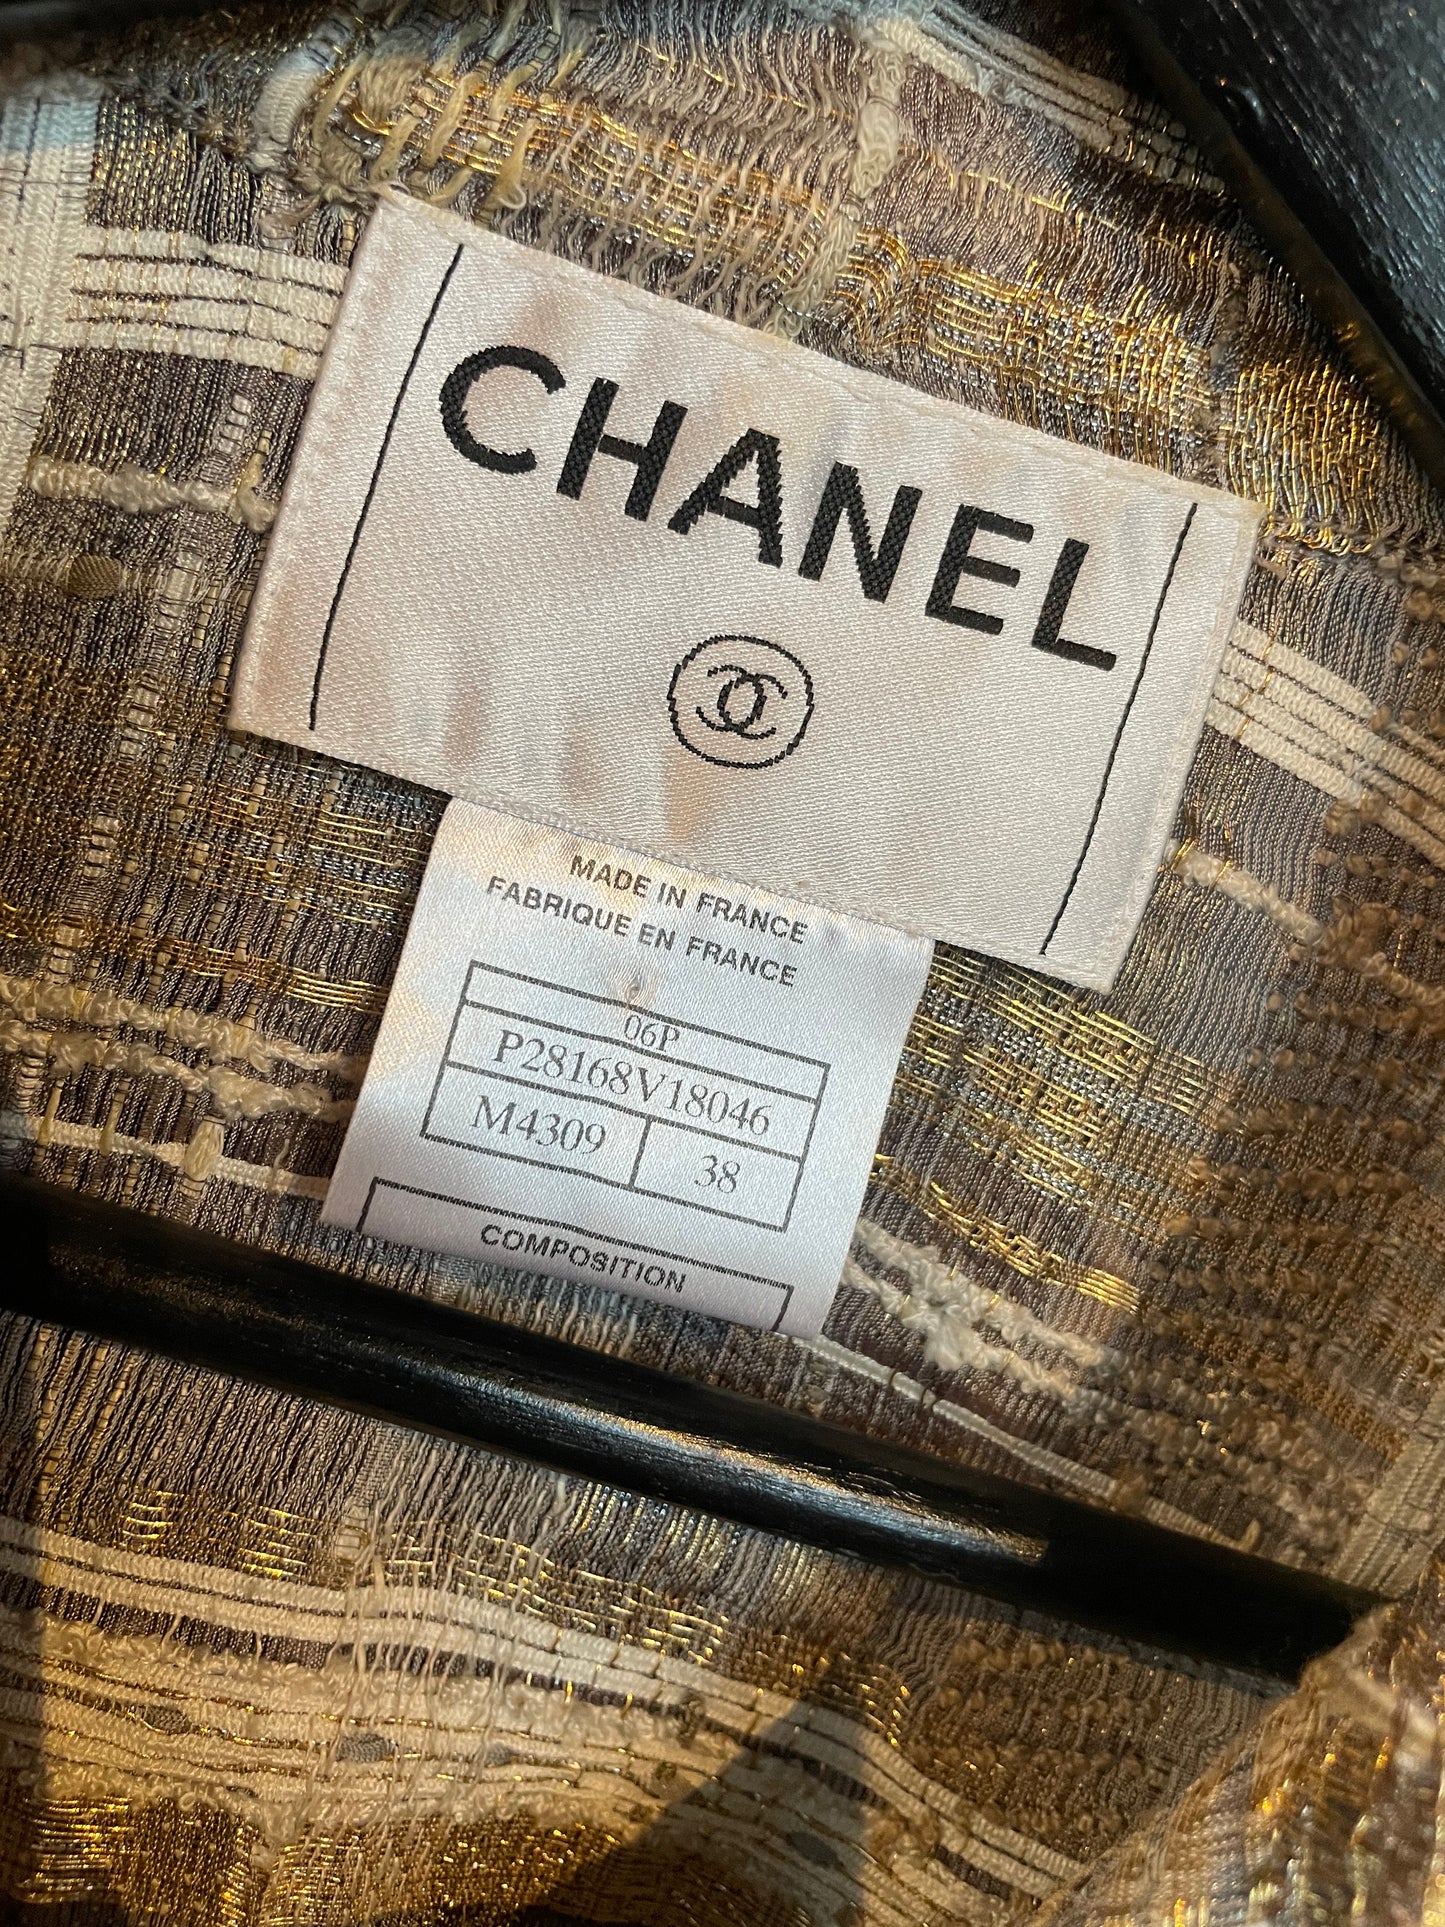 CHANEL
MADE IN FRANCE
FABRIQUE EN FRANCE
06P
P28168V18046
M4309 38
COMPOSITION